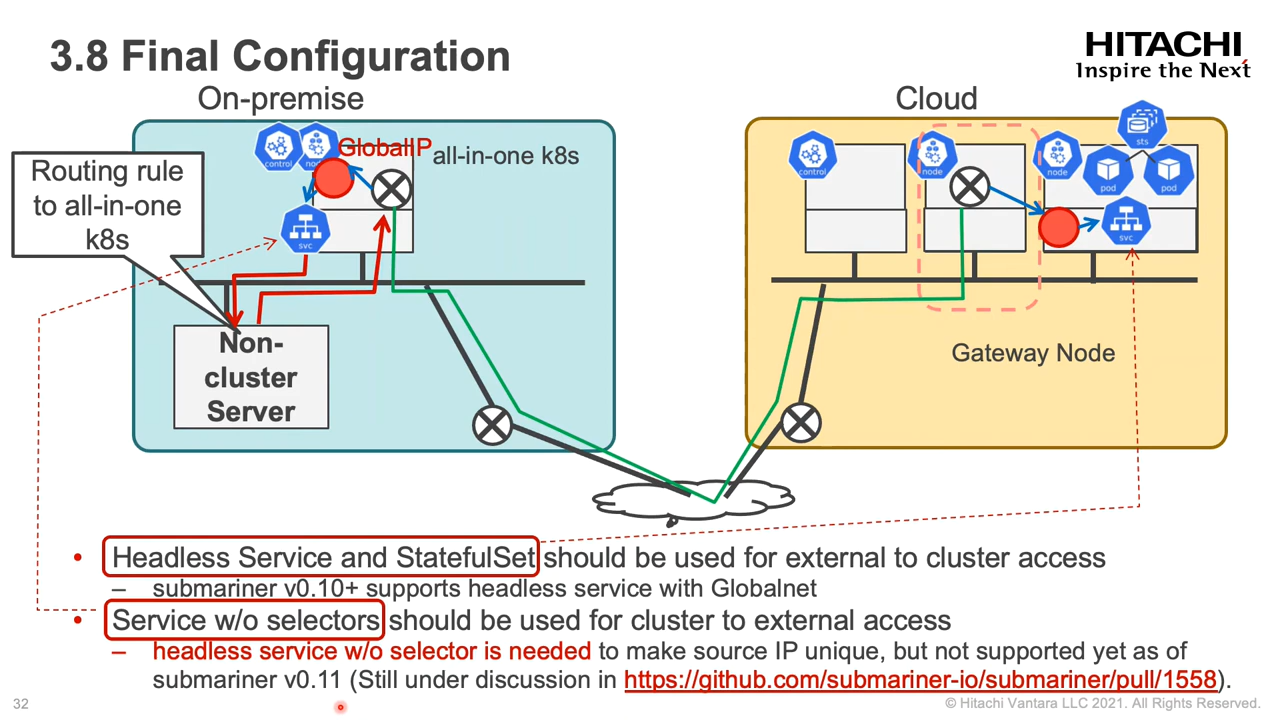 3.8 Final Configuration
HITACHI
Inspire the Next
On-premise
Cloud
control
node
GlobalIP
all-in-one k8s
Routing rule
to all-in-one
k8s
svc
Non-
cluster
Server
control
node
node
sts
pod
pod
svc
Gateway Node
• Headless Service and StatefulSet should be used for external to cluster access
– submariner v0.10+ supports headless service with Globalnet
• Service w/o selectors should be used for cluster to external access
– headless service w/o selector is needed to make source IP unique, but not supported yet as of
submariner v0.11 (Still under discussion in https://github.com/submariner-io/submariner/pull/1558).
32
© Hitachi Vantara LLC 2021. All Rights Reserved.